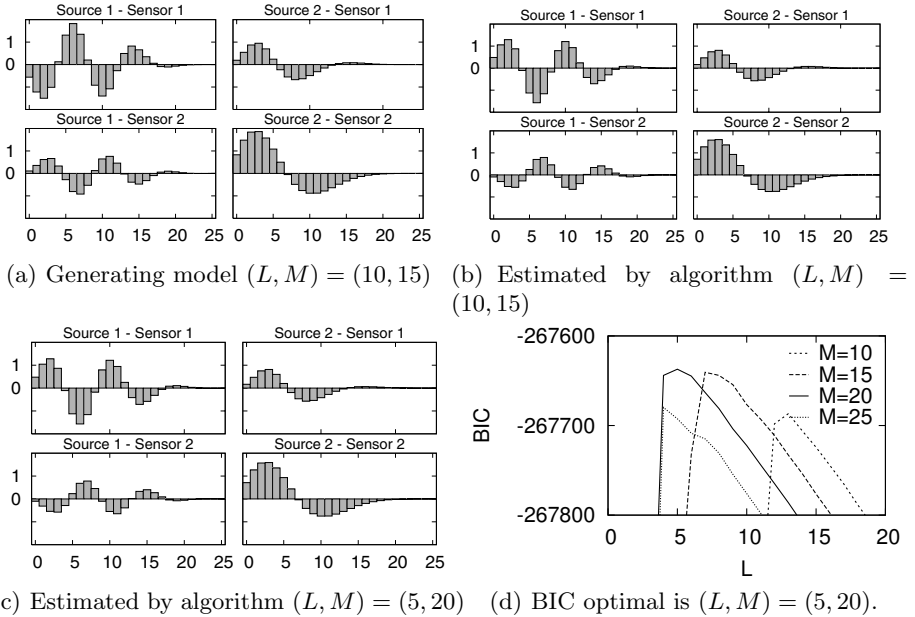 Source 1 - Sensor 1
Source 2 - Sensor 1
1
0
Source 1 - Sensor 2
Source 2 - Sensor 2
1
0
0 5 10 15 20 25 0 5 10 15 20 25
(a) Generating model (L, M) = (10, 15)
Source 1 - Sensor 1
Source 2 - Sensor 1
1
0
Source 1 - Sensor 2
Source 2 - Sensor 2
1
0
0 5 10 15 20 25 0 5 10 15 20 25
(b) Estimated by algorithm (L, M) =
(10, 15)
Source 1 - Sensor 1
Source 2 - Sensor 1
1
0
Source 1 - Sensor 2
Source 2 - Sensor 2
1
0
0 5 10 15 20 25 0 5 10 15 20 25
c) Estimated by algorithm (L, M) = (5, 20)
-267600
-267700
-267800
BIC
M=10
M=15
M=20
M=25
0 5 10 15 20
L
(d) BIC optimal is (L, M) = (5, 20).